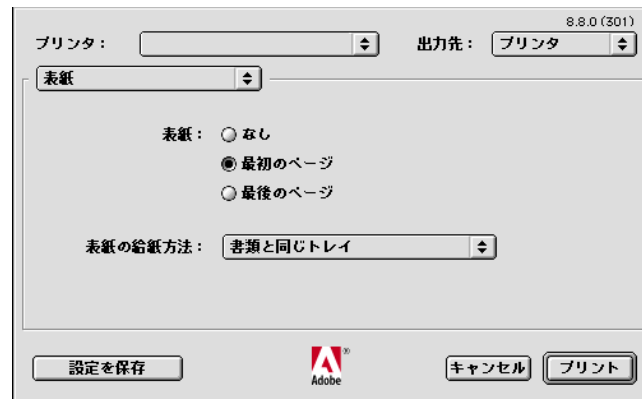 8.8.0 (301)
プリンタ： 出力先： プリンタ
表紙
表紙： なし
最初のページ
最後のページ
表紙の給紙方法： 書類と同じトレイ
設定を保存 Adobe® キャンセル プリント